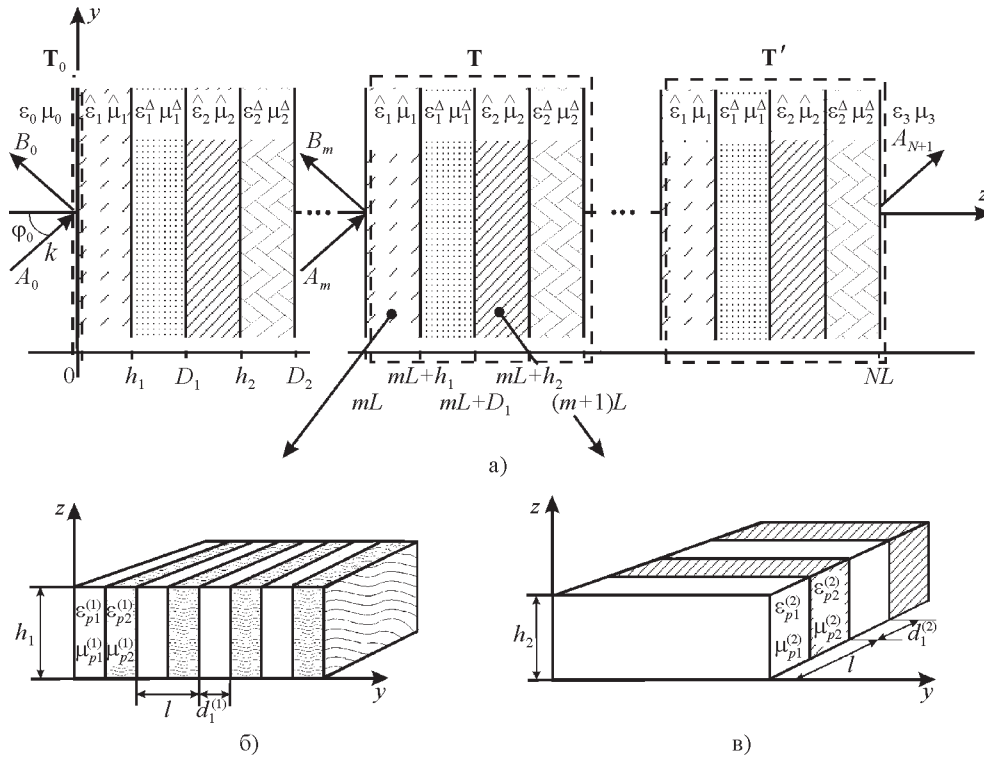 y
T₀ T T′
ε₀ μ₀ ε̂₁ μ̂₁ ε₁^Δ μ₁^Δ ε̂₂ μ̂₂ ε₂^Δ μ₂^Δ ε̂₁ μ̂₁ ε₁^Δ μ₁^Δ ε̂₂ μ̂₂ ε₂^Δ μ₂^Δ ε̂₁ μ̂₁ ε₁^Δ μ₁^Δ ε̂₂ μ̂₂ ε₂^Δ μ₂^Δ ε₃ μ₃
B₀ B_m A_{N+1}
z
φ₀
k
A₀ A_m
0 h₁ D₁ h₂ D₂ mL+h₁ mL+h₂ NL
mL mL+D₁ (m+1)L
а)
z z
ε_{p1}^{(1)} ε_{p2}^{(1)} ε_{p1}^{(2)} ε_{p2}^{(2)}
h₁ h₂
μ_{p1}^{(1)} μ_{p2}^{(1)} μ_{p1}^{(2)} μ_{p2}^{(2)}
d₁^{(2)}
l
y y
l d₁^{(1)}
б) в)